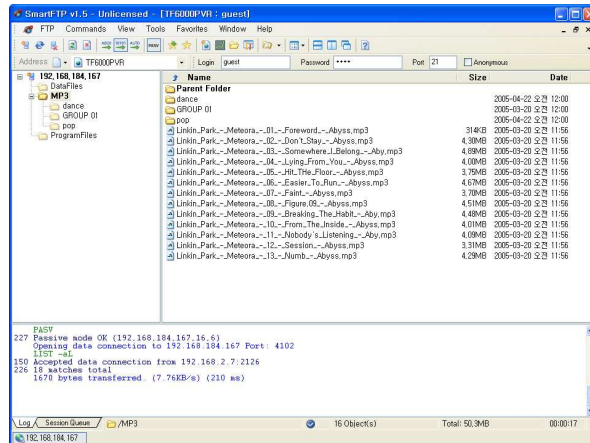 SmartFTP v1.5 - Unlicensed - [TF6000PVR : guest]
FTP Commands View Tools Favorites Window Help
Address TF6000PVR Login guest Password •••• Port 21 Anonymous
192,168,184,167
DataFiles
MP3
dance
GROUP 01
pop
ProgramFiles
Name Size Date
Parent Folder
dance 2005-04-22 오전 12:00
GROUP 01 2005-03-20 오전 12:00
pop 2005-04-22 오전 12:00
Linkin_Park_-_Meteora_-_01_-_Foreword_-_Abyss,mp3 314KB 2005-03-20 오전 11:56
Linkin_Park_-_Meteora_-_02_-_Don't_Stay_-_Abyss,mp3 4,30MB 2005-03-20 오전 11:56
Linkin_Park_-_Meteora_-_03_-_Somewhere_I_Belong_-_Aby,mp3 4,89MB 2005-03-20 오전 11:56
Linkin_Park_-_Meteora_-_04_-_Lying_From_You_-_Abyss,mp3 4,00MB 2005-03-20 오전 11:56
Linkin_Park_-_Meteora_-_05_-_Hit_THe_Floor_-_Abyss,mp3 3,75MB 2005-03-20 오전 11:56
Linkin_Park_-_Meteora_-_06_-_Easier_To_Run_-_Abyss,mp3 4,67MB 2005-03-20 오전 11:56
Linkin_Park_-_Meteora_-_07_-_Faint_-_Abyss,mp3 3,70MB 2005-03-20 오전 11:56
Linkin_Park_-_Meteora_-_08_-_Figure,09_-_Abyss,mp3 4,51MB 2005-03-20 오전 11:56
Linkin_Park_-_Meteora_-_09_-_Breaking_The_Habit_-_Aby,mp3 4,48MB 2005-03-20 오전 11:56
Linkin_Park_-_Meteora_-_10_-_From_The_Inside_-_Abyss,mp3 4,01MB 2005-03-20 오전 11:56
Linkin_Park_-_Meteora_-_11_-_Nobody's_Listening_-_Aby,mp3 4,09MB 2005-03-20 오전 11:56
Linkin_Park_-_Meteora_-_12_-_Session_-_Abyss,mp3 3,31MB 2005-03-20 오전 11:56
Linkin_Park_-_Meteora_-_13_-_Numb_-_Abyss,mp3 4,29MB 2005-03-20 오전 11:56
PASV
227 Passive mode OK (192.168.184.167.16.6)
Opening data connection to 192.168.184.167 Port: 4102
LIST -aL
150 Accepted data connection from 192.168.2.7:2126
226 18 matches total
1670 bytes transferred. (7.76KB/s) (210 ms)
Log Session Queue /MP3 16 Object(s) Total: 50,3MB 00:00:17
192,168,184,167